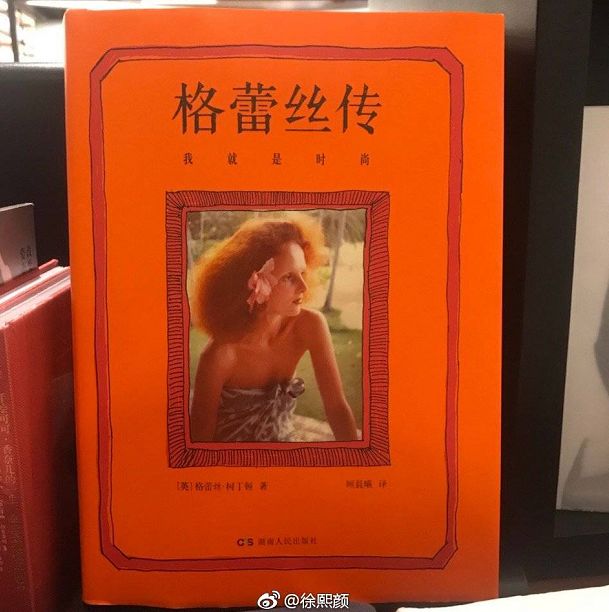 格蕾丝传
我就是时尚
[英]格蕾丝·柯丁顿 著
顾晨曦 译
CS 湖南人民出版社
@徐熙颜